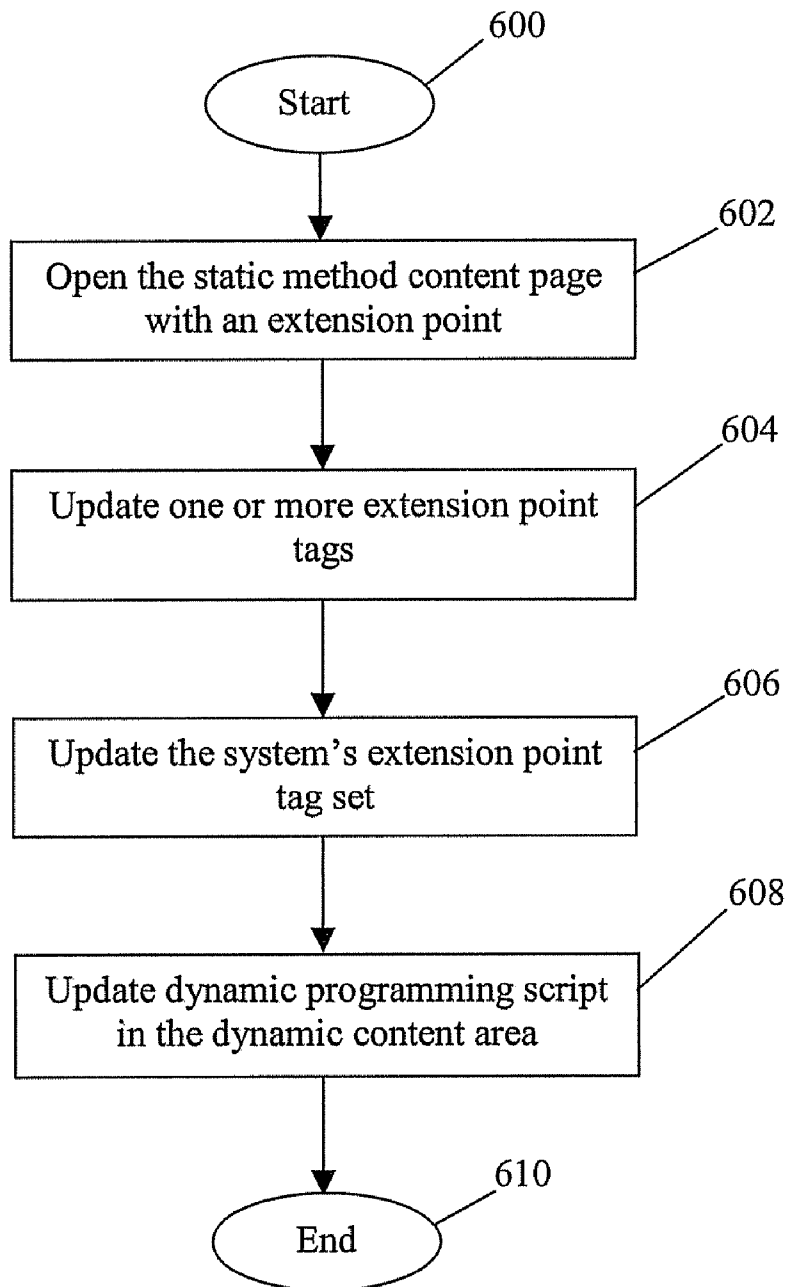 600
Start
602
Open the static method content page
with an extension point
604
Update one or more extension point
tags
606
Update the system's extension point
tag set
608
Update dynamic programming script
in the dynamic content area
610
End